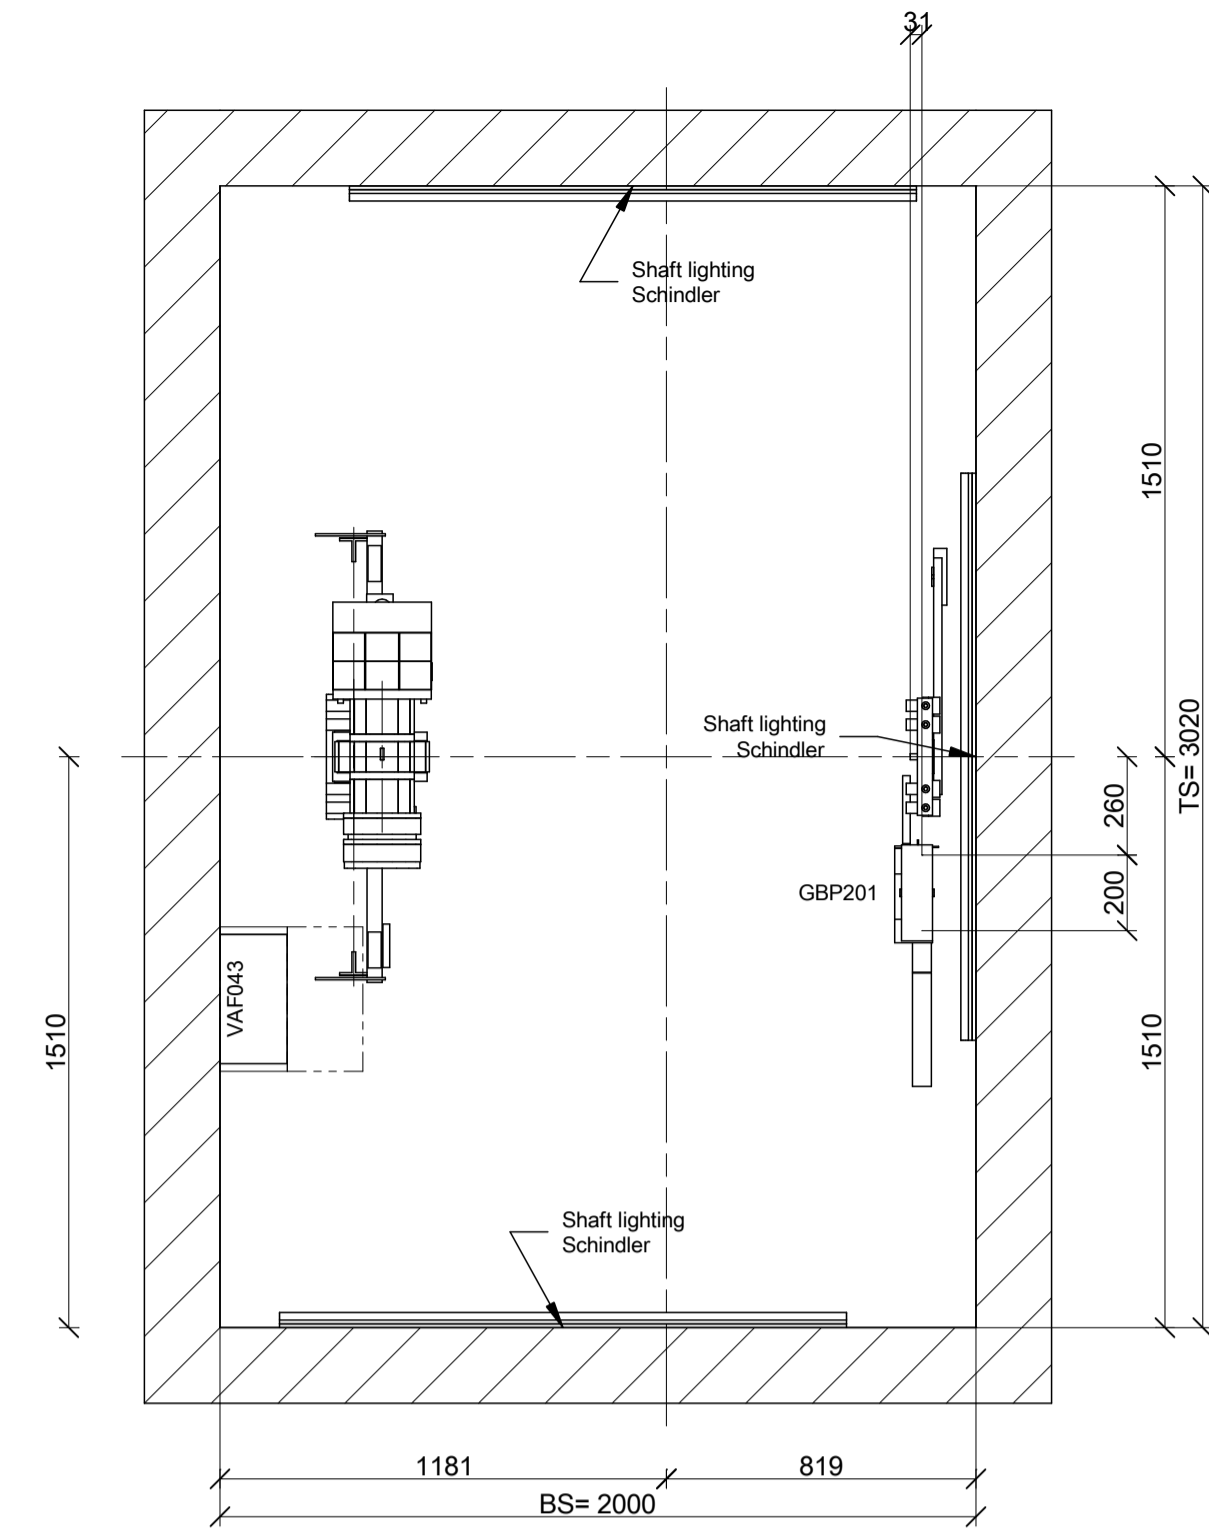 31
Shaft lighting
Schindler
1510
Shaft lighting
Schindler
TS= 3020
260
GBP201
200
VAF043
1510
1510
Shaft lighting
Schindler
1181
819
BS= 2000